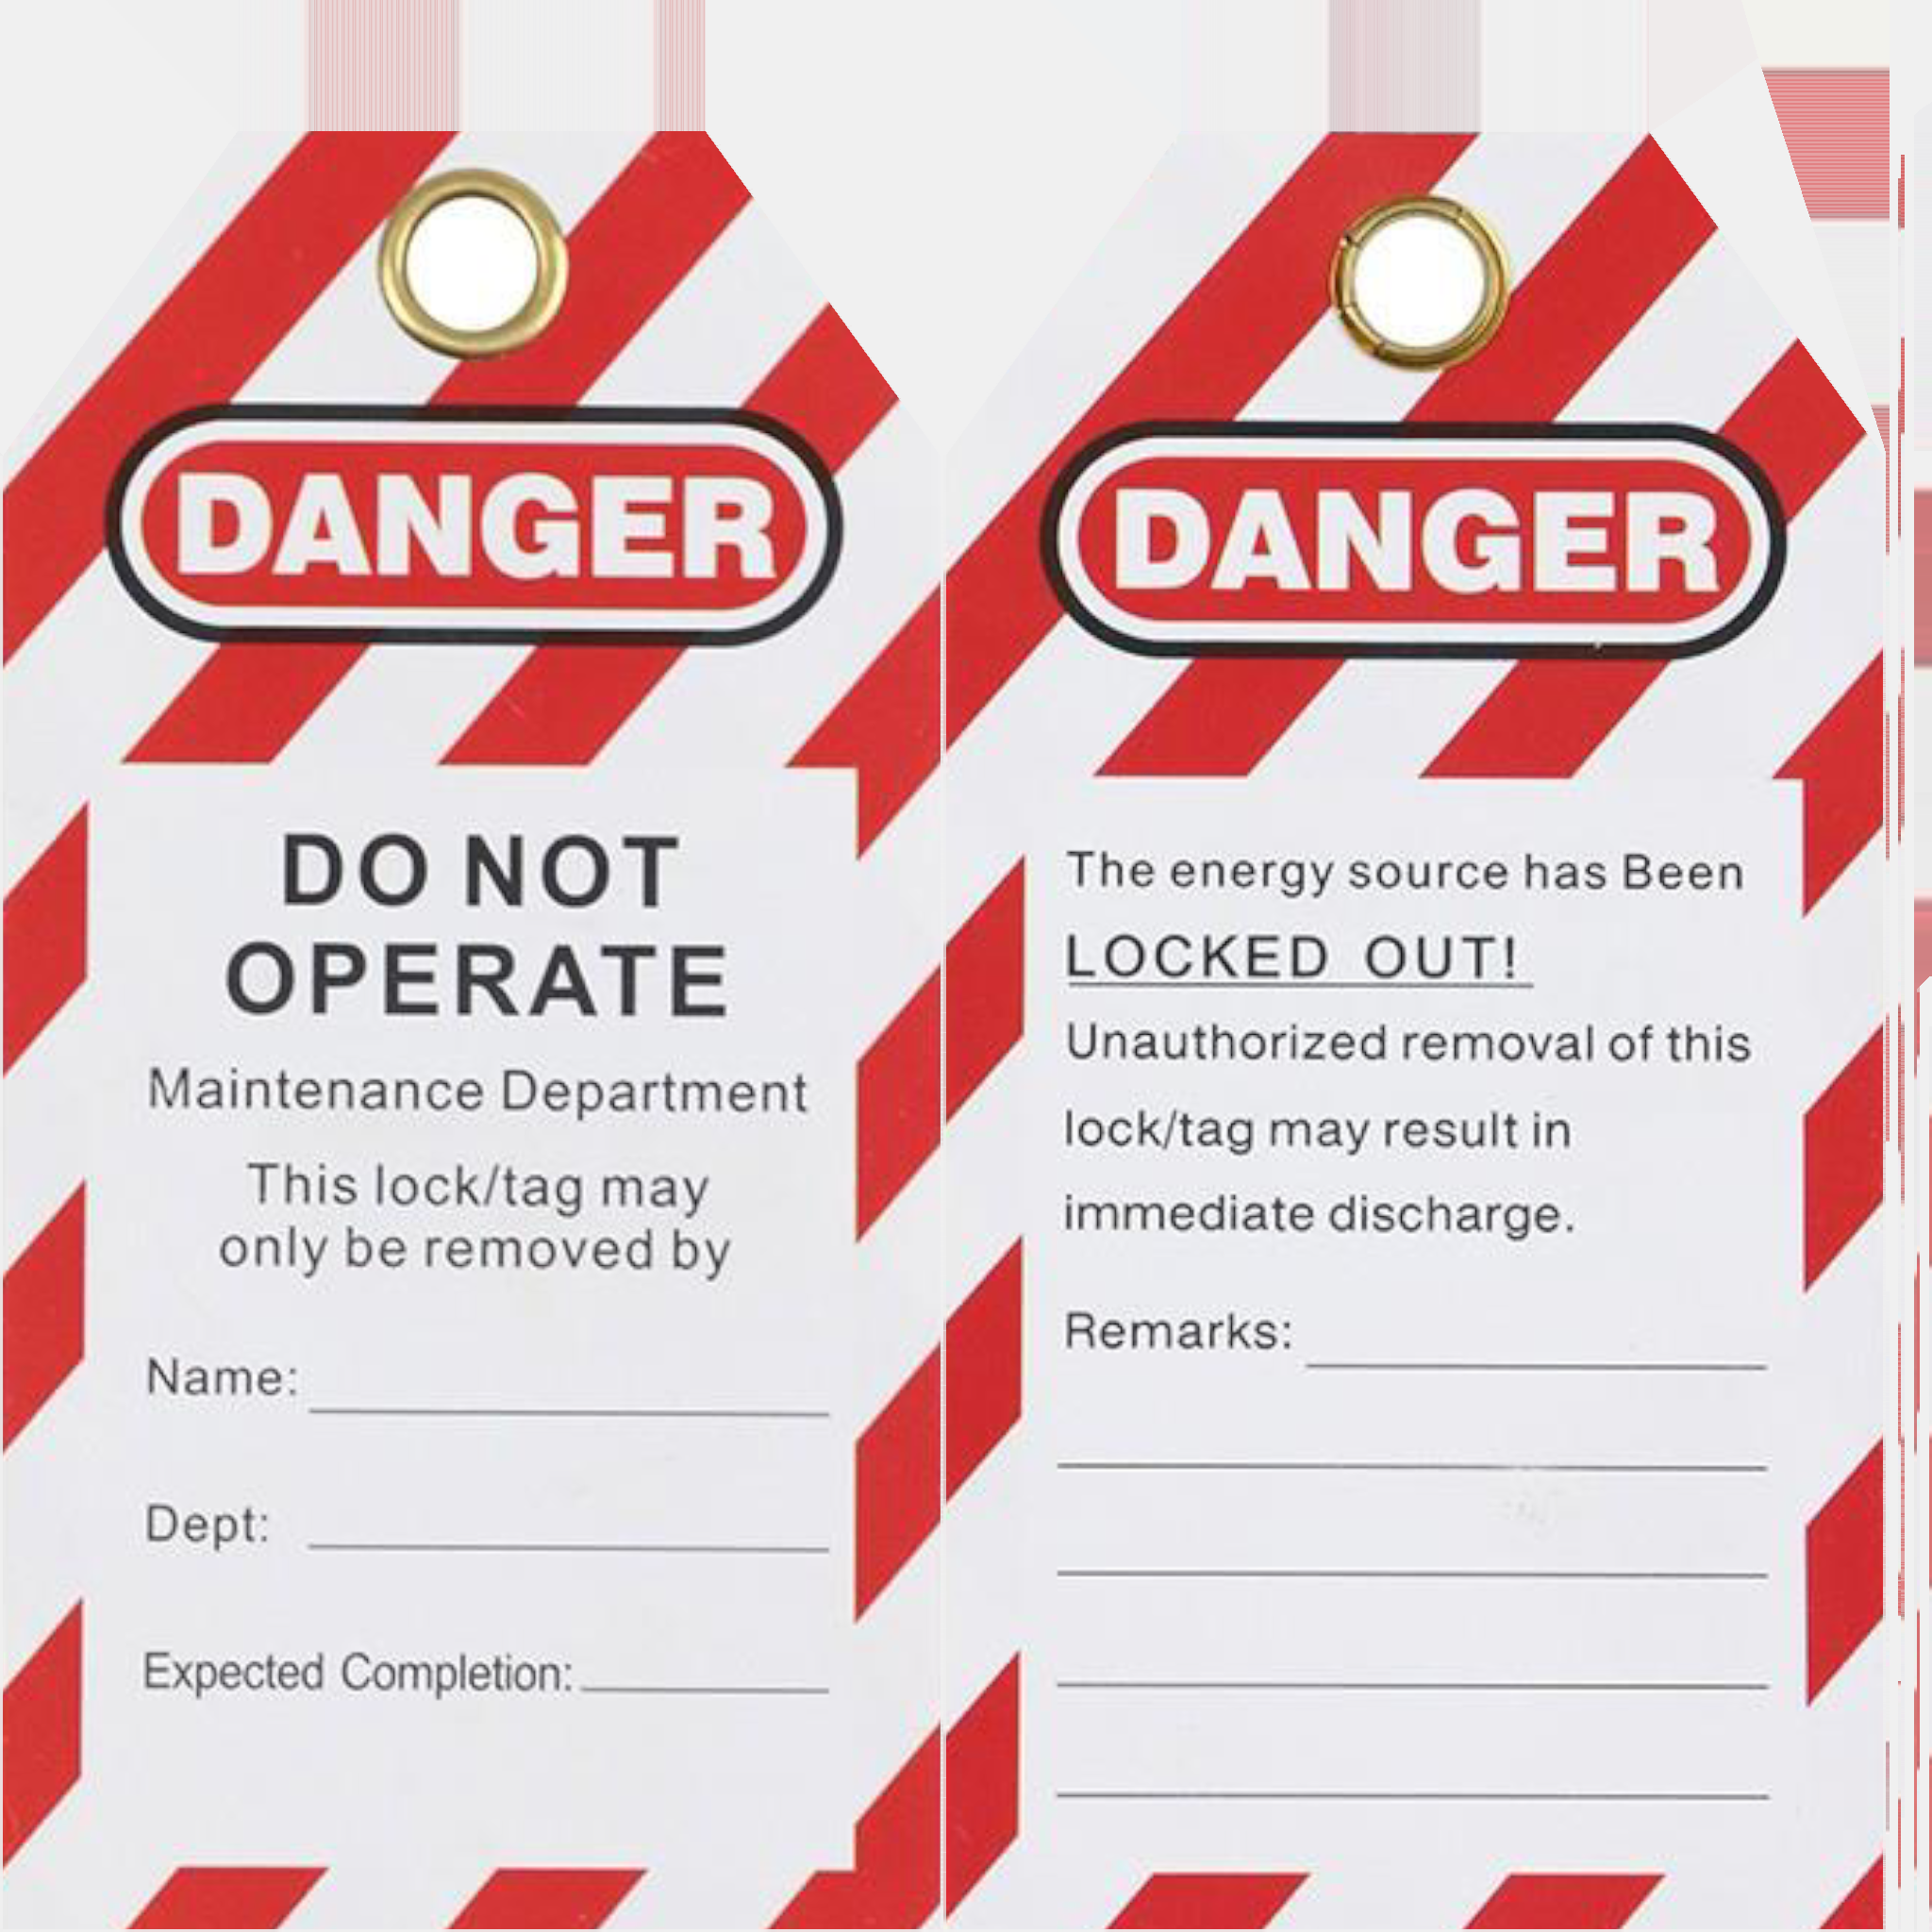 DANGER
DO NOT
OPERATE
Maintenance Department
This lock/tag may
only be removed by
Name:
Dept:
Expected Completion:
DANGER
The energy source has Been
LOCKED OUT!
Unauthorized removal of this
lock/tag may result in
immediate discharge.
Remarks: